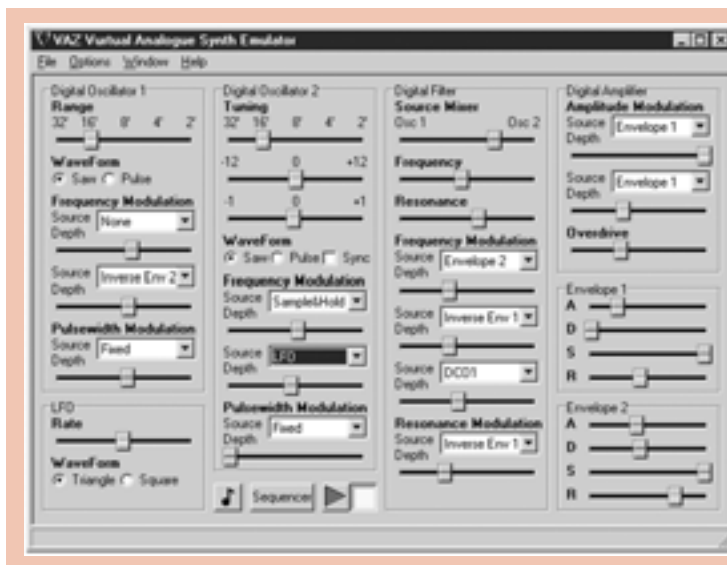 VAZ Vurtual Analogue Synth Emulator
File Options Window Help
Digital Oscillator 1
Range
32' 16' 8' 4' 2'
WaveForm
Saw Pulse
Frequency Modulation
Source None
Depth
Source Inverse Env 2
Depth
Pulsewidth Modulation
Source Fixed
Depth
LFO
Rate
WaveForm
Triangle Square
Digital Oscillator 2
Tuning
32' 16' 8' 4' 2'
-12 0 +12
-1 0 +1
WaveForm
Saw Pulse Sync
Frequency Modulation
Source Sample&Hold
Depth
Source LFO
Depth
Pulsewidth Modulation
Source Fixed
Depth
Sequencer
Digital Filter
Source Mixer
Osc 1 Osc 2
Frequency
Resonance
Frequency Modulation
Source Envelope 2
Depth
Source Inverse Env 1
Depth
Source DCO1
Depth
Resonance Modulation
Source Inverse Env 1
Depth
Digital Amplifier
Amplitude Modulation
Source Envelope 1
Depth
Source Envelope 1
Depth
Overdrive
Envelope 1
A
D
S
R
Envelope 2
A
D
S
R